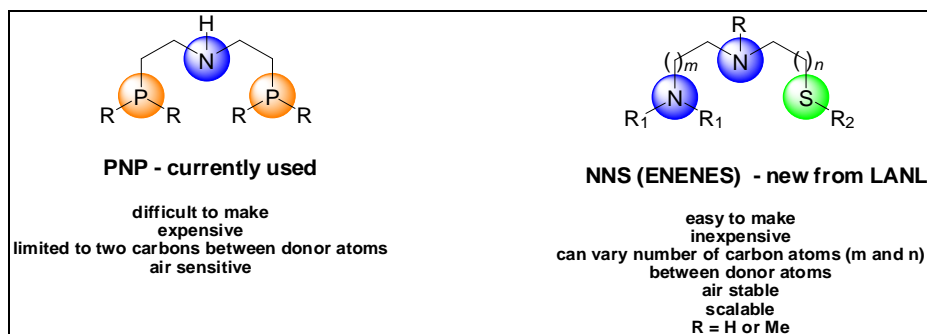 H
N
P
P
R
R
R
R
PNP - currently used
difficult to make
expensive
limited to two carbons between donor atoms
air sensitive
R
N
( )m
( )n
N
S
R1
R1
R2
NNS (ENENES) - new from LANL
easy to make
inexpensive
can vary number of carbon atoms (m and n)
between donor atoms
air stable
scalable
R = H or Me